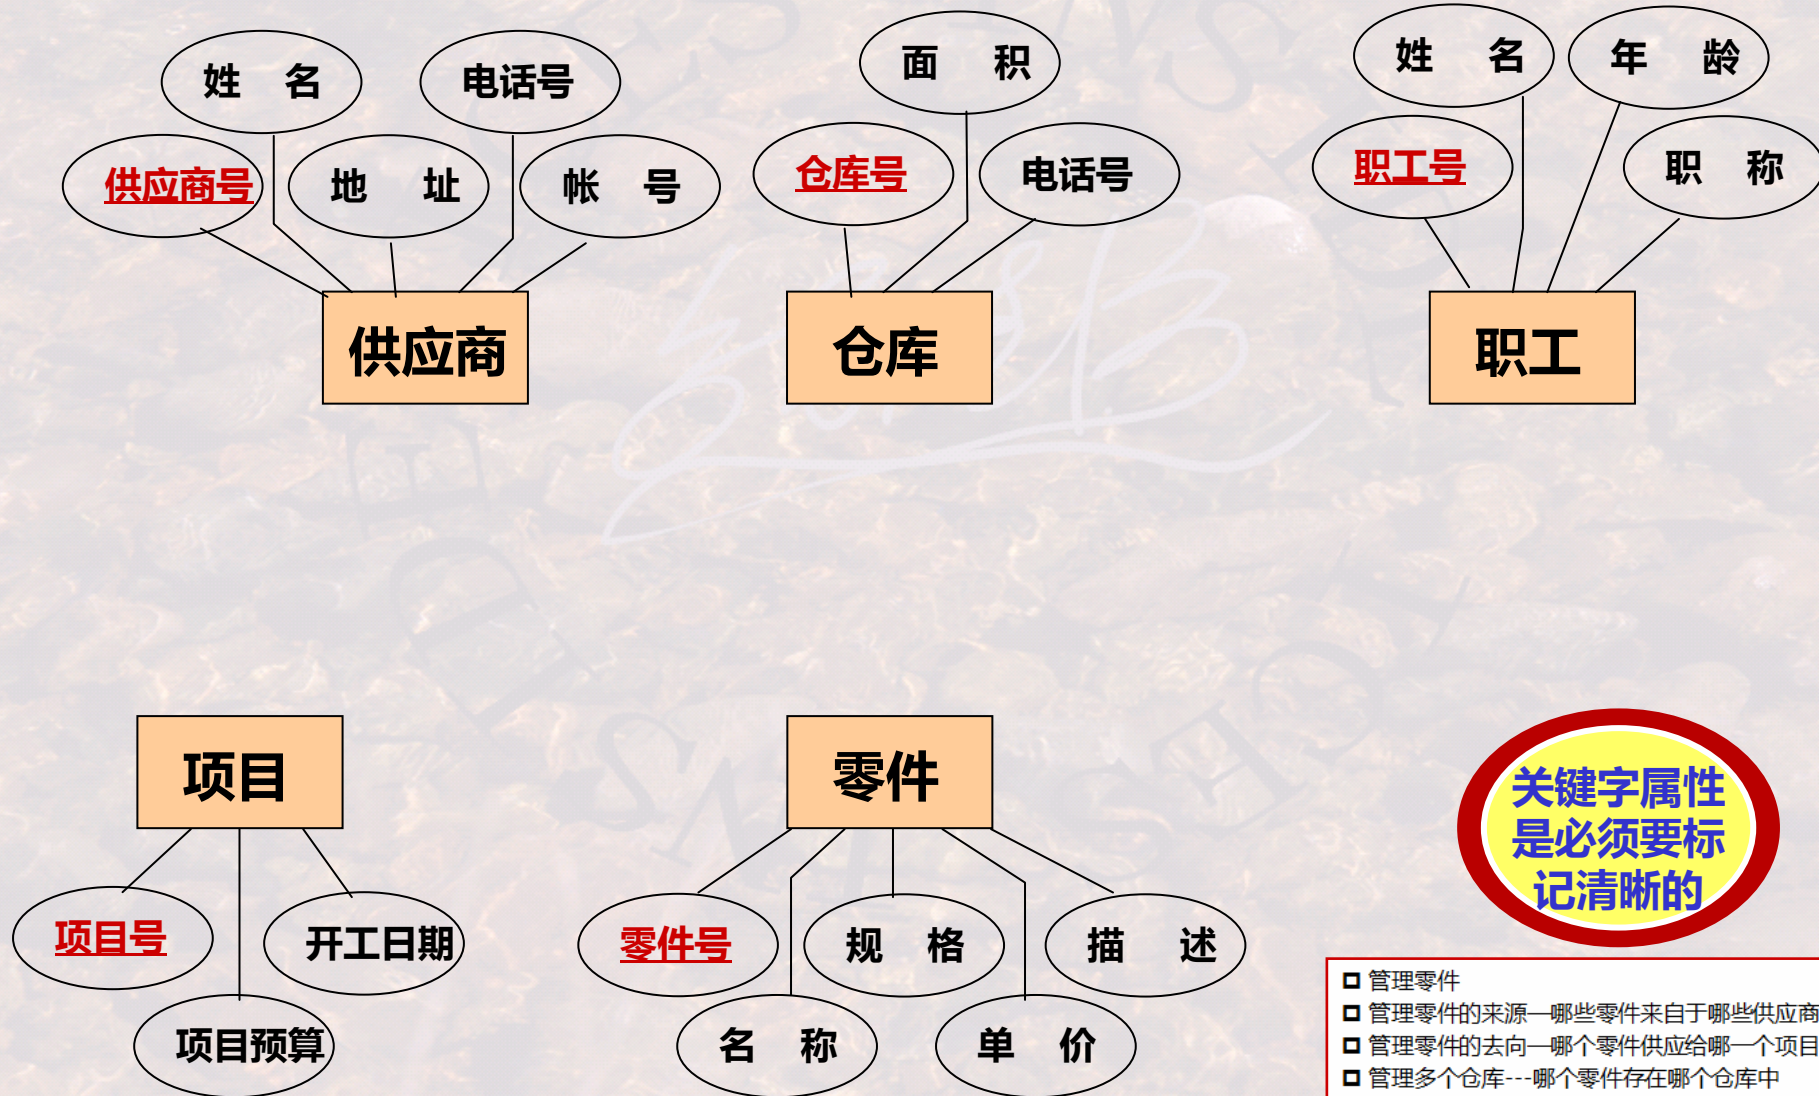 姓 名
电话号
供应商号
地 址
帐 号
供应商
面 积
仓库号
电话号
仓库
姓 名
年 龄
职工号
职 称
职工
项目
项目号
开工日期
项目预算
零件
零件号
规 格
描 述
名 称
单 价
关键字属性
是必须要标
记清晰的
管理零件
管理零件的来源—哪些零件来自于哪些供应商
管理零件的去向—哪个零件供应给哪一个项目
管理多个仓库---哪个零件存在哪个仓库中